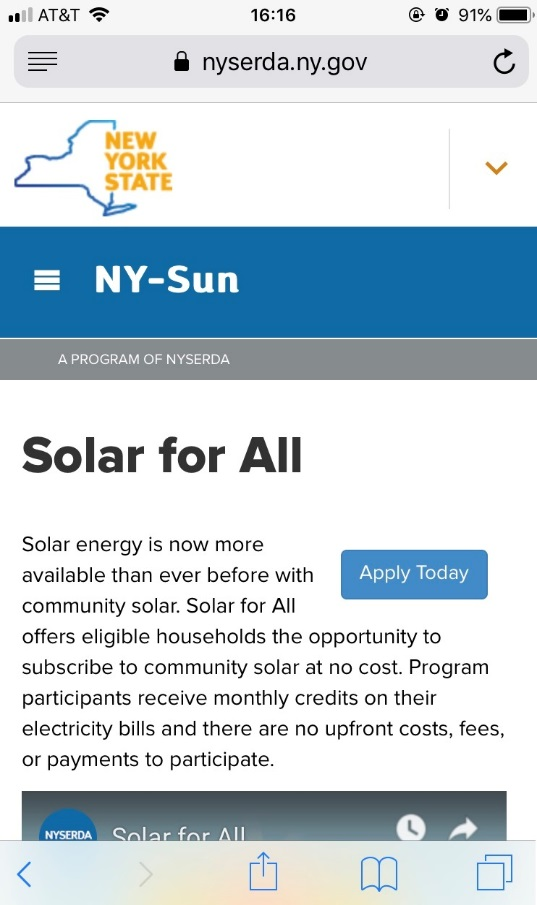 AT&T 16:16 91%
nyserda.ny.gov
NEW
YORK
STATE
NY-Sun
A PROGRAM OF NYSERDA
Solar for All
Solar energy is now more
available than ever before with
community solar. Solar for All
Apply Today
offers eligible households the opportunity to
subscribe to community solar at no cost. Program
participants receive monthly credits on their
electricity bills and there are no upfront costs, fees,
or payments to participate.
NYSERDA Solar for All